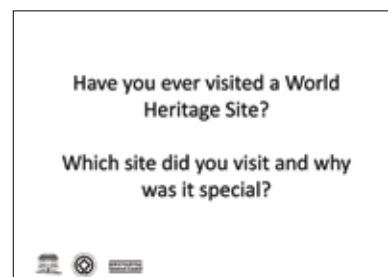 Have you ever visited a World
Heritage Site?
Which site did you visit and why
was it special?